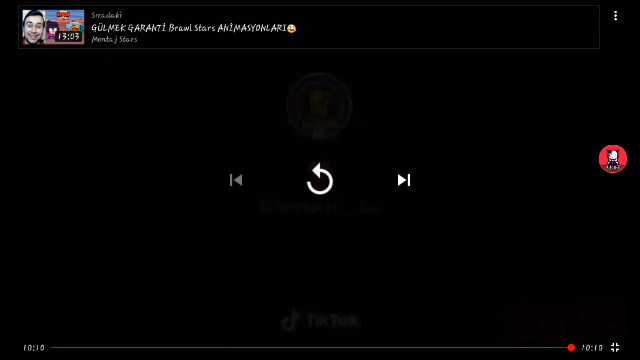 Sıradaki
GÜLMEK GARANTİ Brawl Stars ANİMASYONLARI😜
13:03
Montaj Stars
TikTok
10:10
10:10